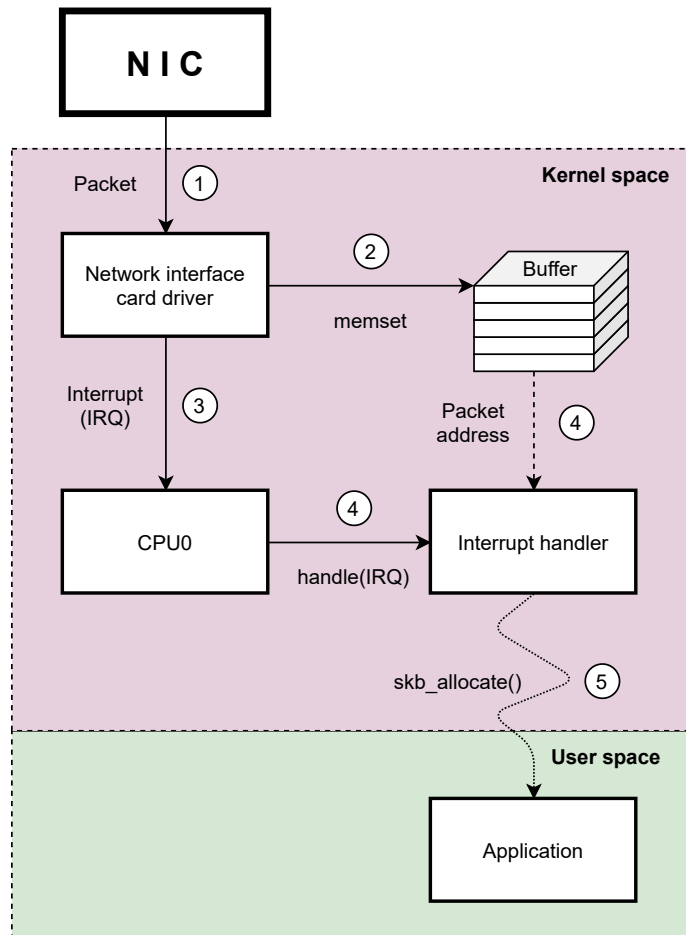 N I C
Kernel space
Packet
1
Network interface
card driver
2
memset
Buffer
Interrupt
(IRQ)
3
Packet
address
4
CPU0
4
handle(IRQ)
Interrupt handler
skb_allocate()
5
User space
Application